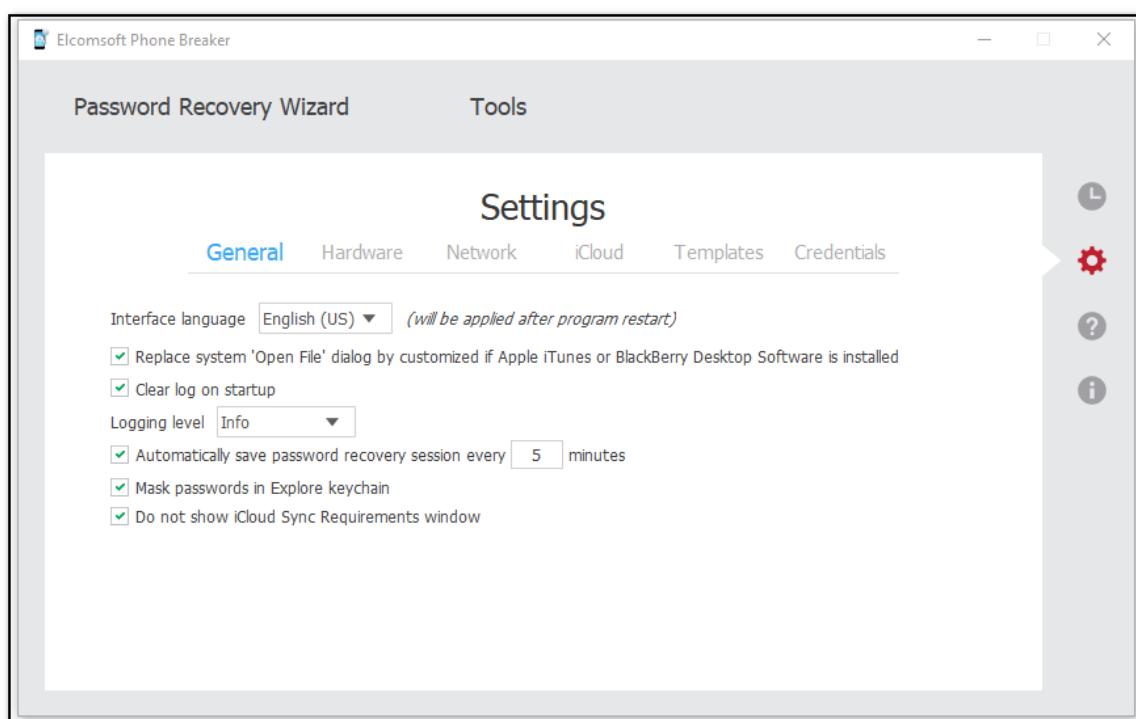 Elcomsoft Phone Breaker
Password Recovery Wizard Tools
Settings
General Hardware Network iCloud Templates Credentials
Interface language English (US) (will be applied after program restart)
Replace system 'Open File' dialog by customized if Apple iTunes or BlackBerry Desktop Software is installed
Clear log on startup
Logging level Info
Automatically save password recovery session every 5 minutes
Mask passwords in Explore keychain
Do not show iCloud Sync Requirements window